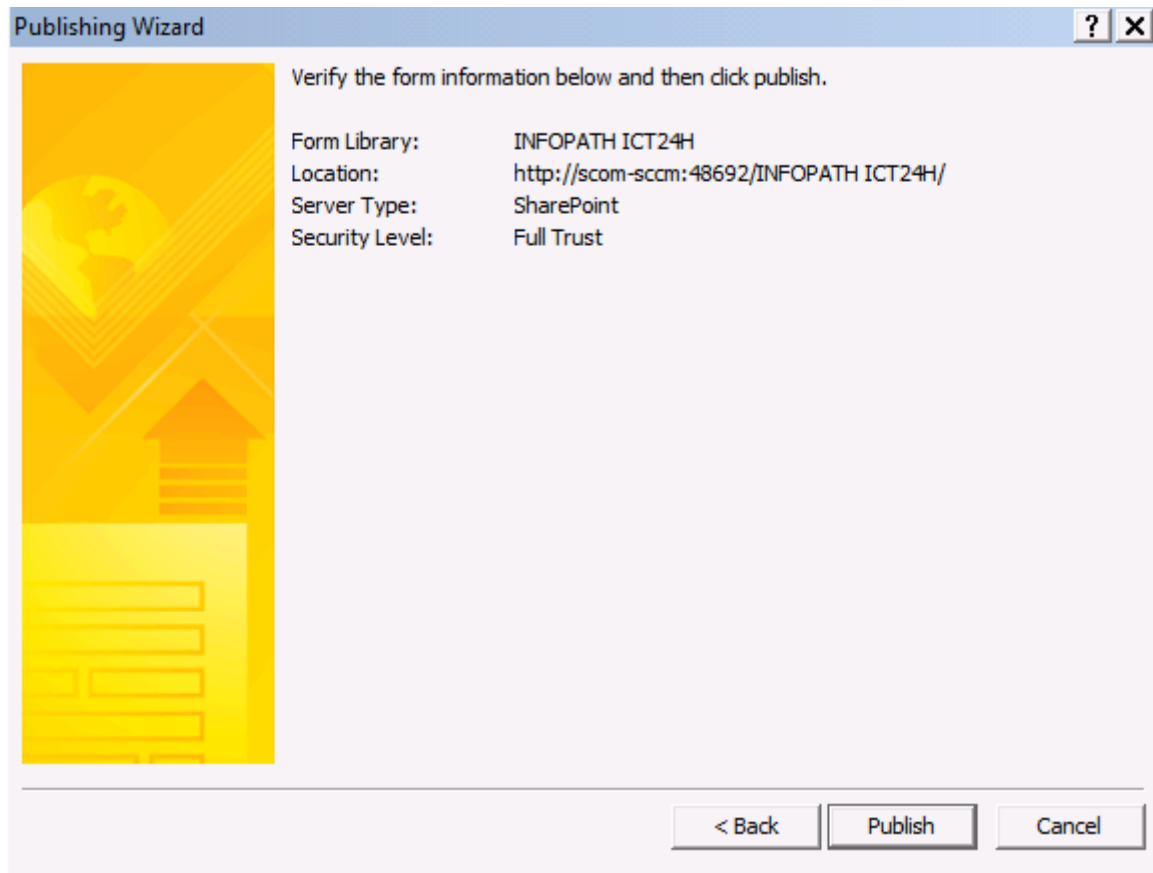 Publishing Wizard
?
Verify the form information below and then click publish.
Form Library: INFOPATH ICT24H
Location: http://scom-sccm:48692/INFOPATH ICT24H/
Server Type: SharePoint
Security Level: Full Trust
< Back Publish Cancel